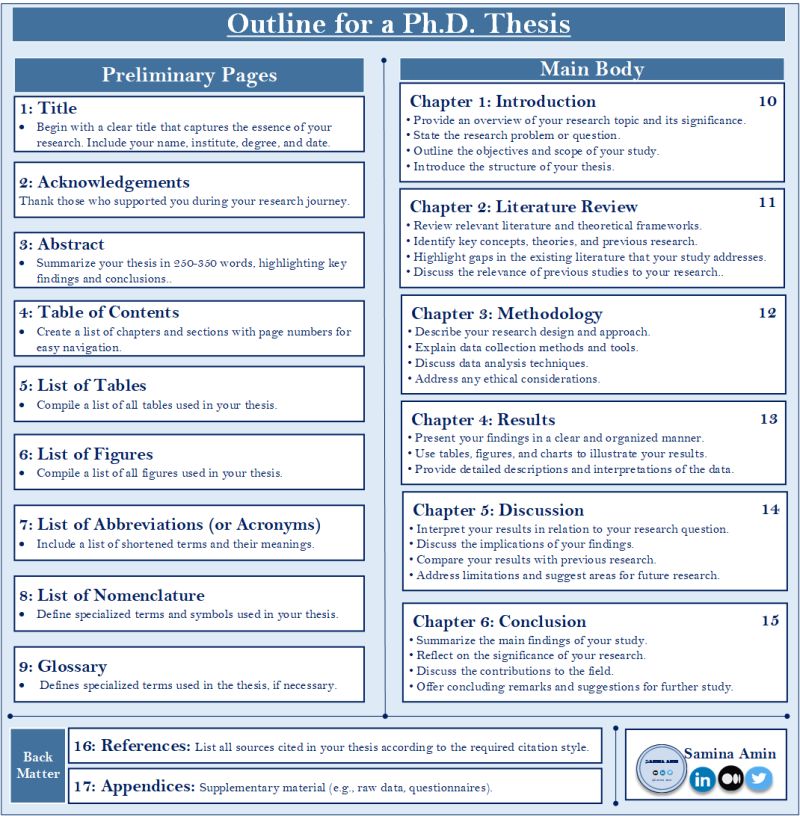 Outline for a Ph.D. Thesis
Preliminary Pages
1: Title
• Begin with a clear title that captures the essence of your
research. Include your name, institute, degree, and date.
2: Acknowledgements
Thank those who supported you during your research journey.
3: Abstract
• Summarize your thesis in 250-350 words, highlighting key
findings and conclusions..
4: Table of Contents
• Create a list of chapters and sections with page numbers for
easy navigation.
5: List of Tables
• Compile a list of all tables used in your thesis.
6: List of Figures
• Compile a list of all figures used in your thesis.
7: List of Abbreviations (or Acronyms)
• Include a list of shortened terms and their meanings.
8: List of Nomenclature
• Define specialized terms and symbols used in your thesis.
9: Glossary
• Defines specialized terms used in the thesis, if necessary.
Main Body
Chapter 1: Introduction 10
• Provide an overview of your research topic and its significance.
• State the research problem or question.
• Outline the objectives and scope of your study.
• Introduce the structure of your thesis.
Chapter 2: Literature Review 11
• Review relevant literature and theoretical frameworks.
• Identify key concepts, theories, and previous research.
• Highlight gaps in the existing literature that your study addresses.
• Discuss the relevance of previous studies to your research..
Chapter 3: Methodology 12
• Describe your research design and approach.
• Explain data collection methods and tools.
• Discuss data analysis techniques.
• Address any ethical considerations.
Chapter 4: Results 13
• Present your findings in a clear and organized manner.
• Use tables, figures, and charts to illustrate your results.
• Provide detailed descriptions and interpretations of the data.
Chapter 5: Discussion 14
• Interpret your results in relation to your research question.
• Discuss the implications of your findings.
• Compare your results with previous research.
• Address limitations and suggest areas for future research.
Chapter 6: Conclusion 15
• Summarize the main findings of your study.
• Reflect on the significance of your research.
• Discuss the contributions to the field.
• Offer concluding remarks and suggestions for further study.
Back
Matter
16: References: List all sources cited in your thesis according to the required citation style.
17: Appendices: Supplementary material (e.g., raw data, questionnaires).
Samina Amin
SAMINA AMIN
in